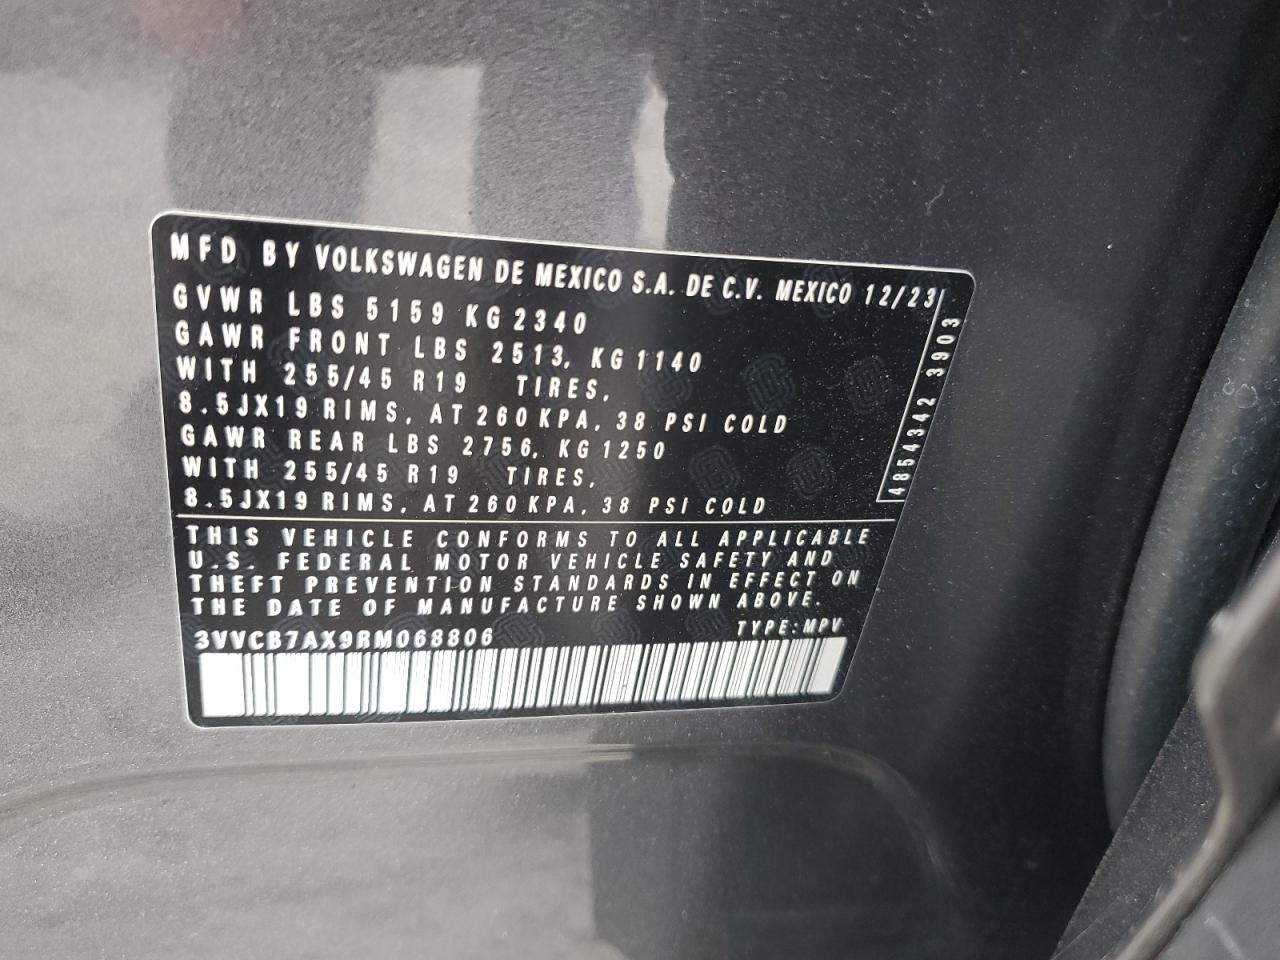 MFD BY VOLKSWAGEN DE MEXICO S.A. DE C.V. MEXICO 12/23
GVWR LBS 5159 KG 2340
GAWR FRONT LBS 2513, KG 1140
WITH 255/45 R19 TIRES,
8.5JX19 RIMS, AT 260 KPA, 38 PSI COLD
GAWR REAR LBS 2756, KG 1250
WITH 255/45 R19 TIRES,
8.5JX19 RIMS, AT 260 KPA, 38 PSI COLD
4854342 3903
THIS VEHICLE CONFORMS TO ALL APPLICABLE
U.S. FEDERAL MOTOR VEHICLE SAFETY AND
THEFT PREVENTION STANDARDS IN EFFECT ON
THE DATE OF MANUFACTURE SHOWN ABOVE.
3VVCB7AX9RM068806 TYPE: MPV